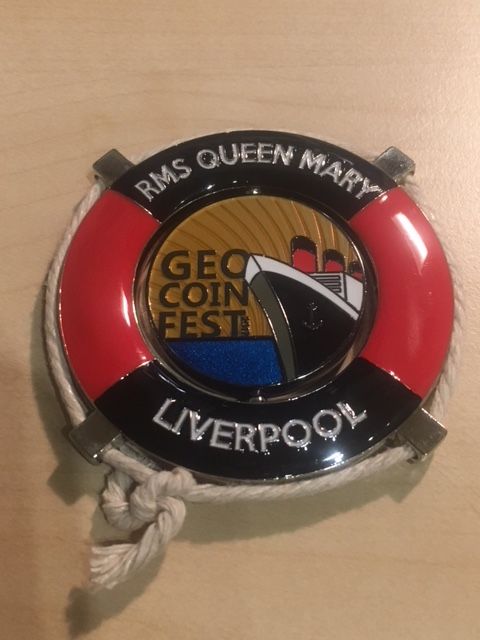 RMS QUEEN MARY
GEO
COIN
FEST
LIVERPOOL